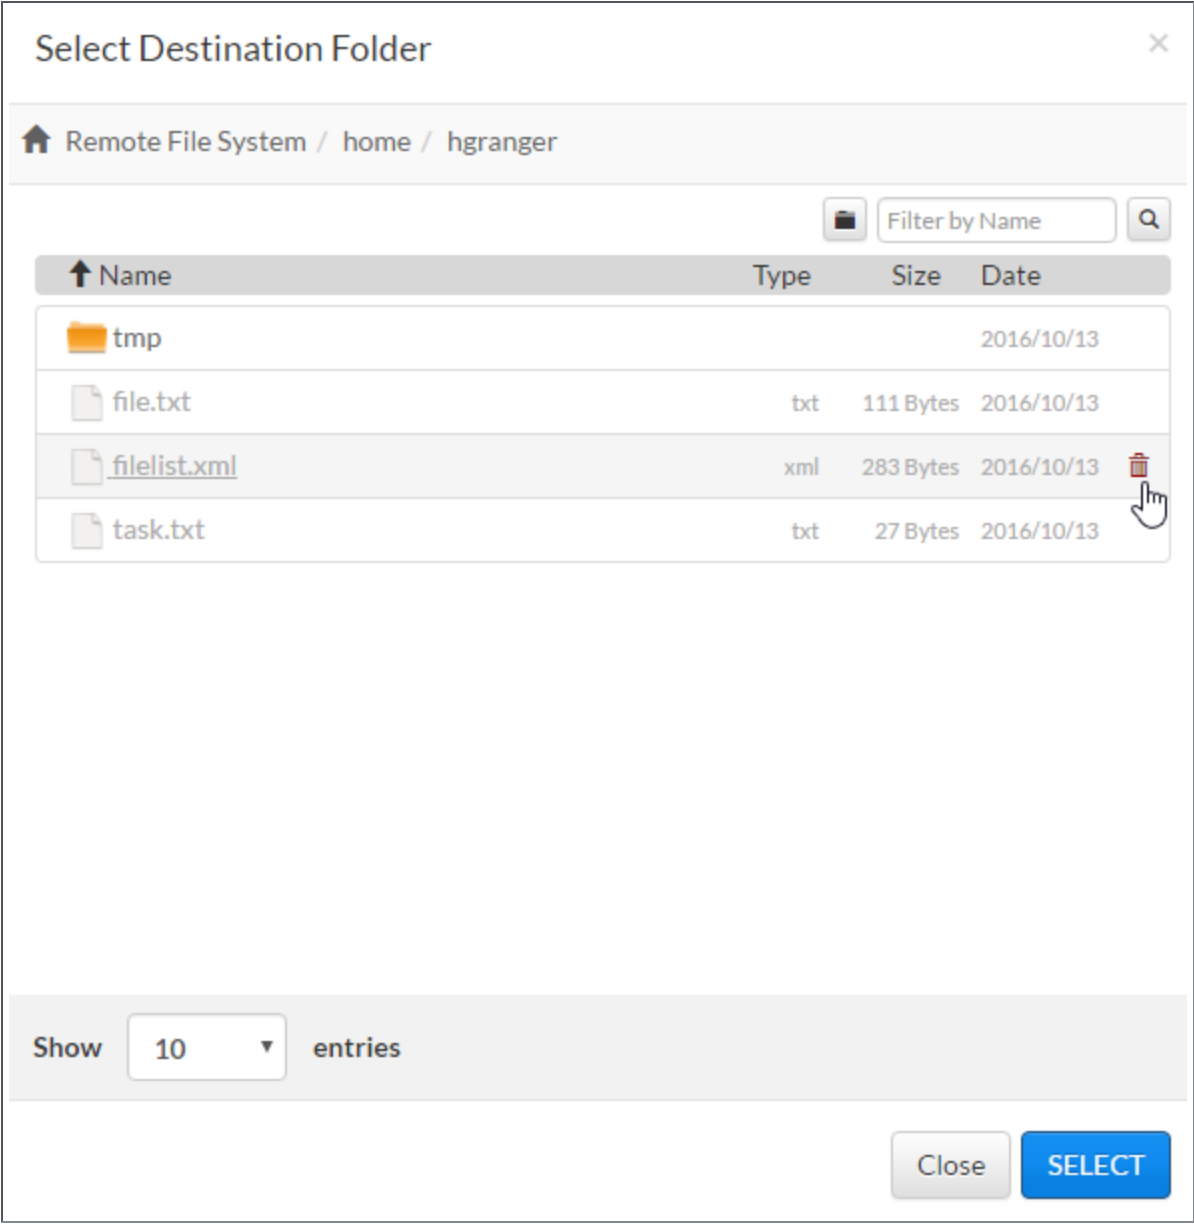 Select Destination Folder ×
Remote File System / home / hgranger
Filter by Name
Name Type Size Date
tmp 2016/10/13
file.txt txt 111 Bytes 2016/10/13
filelist.xml xml 283 Bytes 2016/10/13
task.txt txt 27 Bytes 2016/10/13
Show 10 entries
Close SELECT